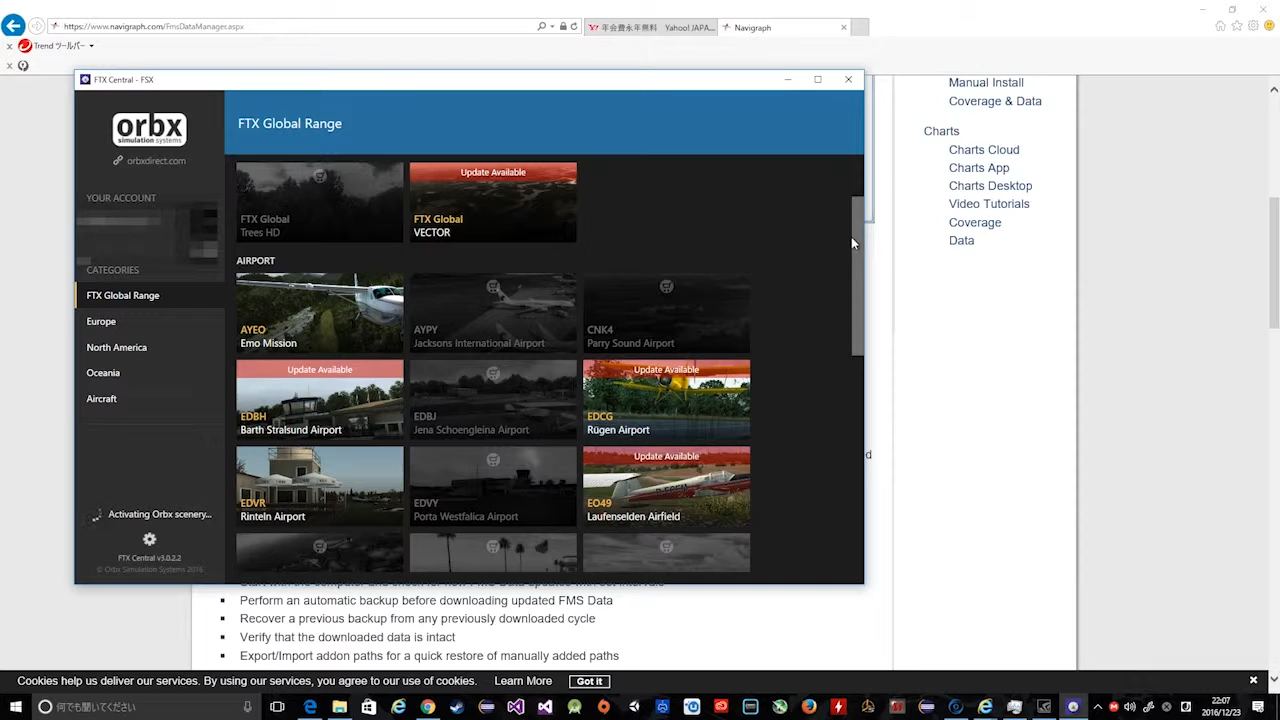 https://www.navigraph.com/FmsDataManager.aspx
年会費永年無料 Yahoo! JAPA...
Navigraph
Trend ツールバー
FTX Central - FSX
orbx
simulation systems
orbxdirect.com
YOUR ACCOUNT
CATEGORIES
FTX Global Range
Europe
North America
Oceania
Aircraft
Activating Orbx scenery...
FTX Central v3.0.2.2
© Orbx Simulation Systems 2016
FTX Global Range
FTX Global
Trees HD
Update Available
FTX Global
VECTOR
AIRPORT
AYEO
Emo Mission
AYPY
Jacksons International Airport
CNK4
Parry Sound Airport
Update Available
EDBH
Barth Stralsund Airport
EDBJ
Jena Schoengleina Airport
Update Available
EDCG
Rügen Airport
EDVR
Rinteln Airport
EDVY
Porta Westfalica Airport
Update Available
EO49
Laufenselden Airfield
Manual Install
Coverage & Data
Charts
Charts Cloud
Charts App
Charts Desktop
Video Tutorials
Coverage
Data
Perform an automatic backup before downloading updated FMS Data
Recover a previous backup from any previously downloaded cycle
Verify that the downloaded data is intact
Export/Import addon paths for a quick restore of manually added paths
Cookies help us deliver our services. By using our services, you agree to our use of cookies. Learn More Got it
何でも聞いてください
22:07
2016/12/23